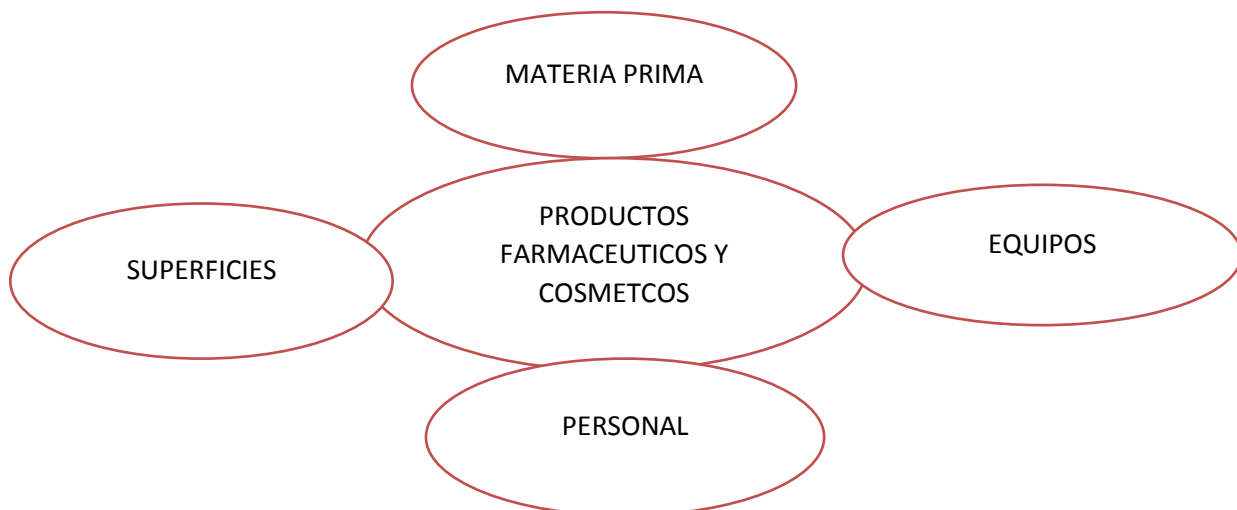 MATERIA PRIMA
PRODUCTOS
FARMACEUTICOS Y
COSMETCOS
SUPERFICIES
EQUIPOS
PERSONAL